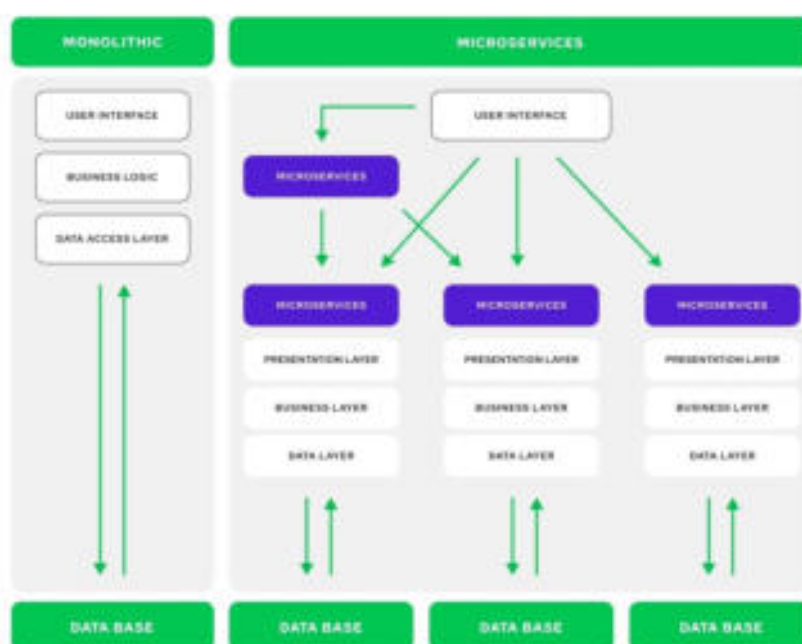 MONOLITHIC
MICROSERVICES
USER INTERFACE
BUSINESS LOGIC
DATA ACCESS LAYER
USER INTERFACE
MICROSERVICES
MICROSERVICES
MICROSERVICES
MICROSERVICES
PRESENTATION LAYER
PRESENTATION LAYER
PRESENTATION LAYER
BUSINESS LAYER
BUSINESS LAYER
BUSINESS LAYER
DATA LAYER
DATA LAYER
DATA LAYER
DATA BASE
DATA BASE
DATA BASE
DATA BASE